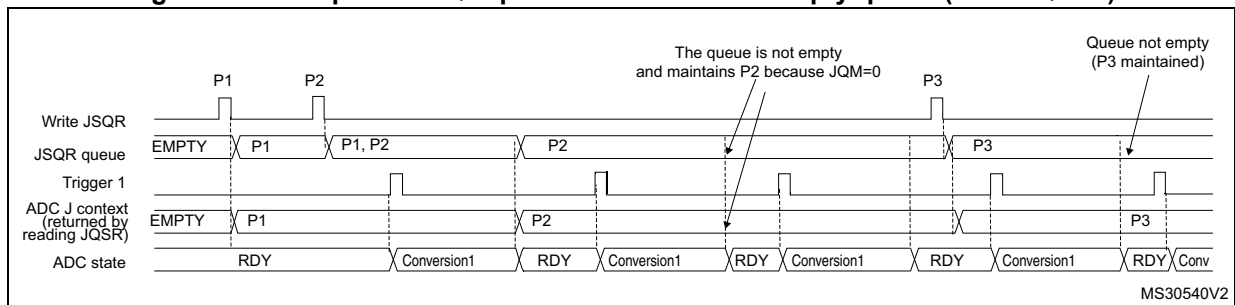 The queue is not empty
and maintains P2 because JQM=0
Queue not empty
(P3 maintained)
P1
P2
P3
Write JSQR
JSQR queue
EMPTY
P1
P1, P2
P2
P3
Trigger 1
ADC J context
(returned by
reading JQSR)
EMPTY
P1
P2
P3
ADC state
RDY
Conversion1
RDY
Conversion1
RDY
Conversion1
RDY
Conversion1
RDY
Conv
MS30540V2